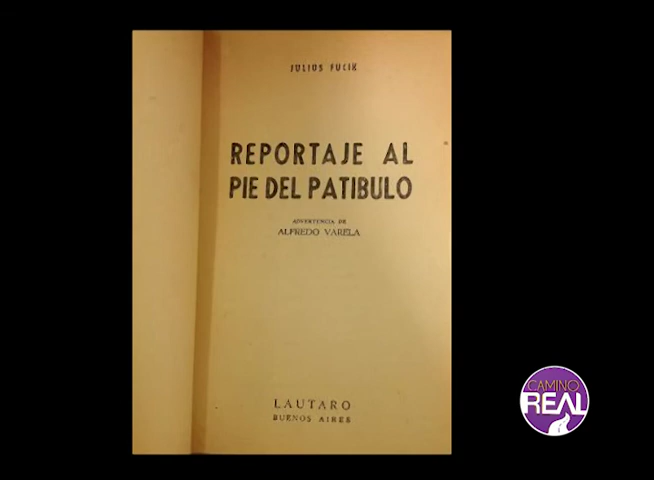 JULIUS FUCIK
REPORTAJE AL
PIE DEL PATIBULO
ADVERTENCIA DE
ALFREDO VARELA
LAUTARO
BUENOS AIRES
CAMINO
REAL